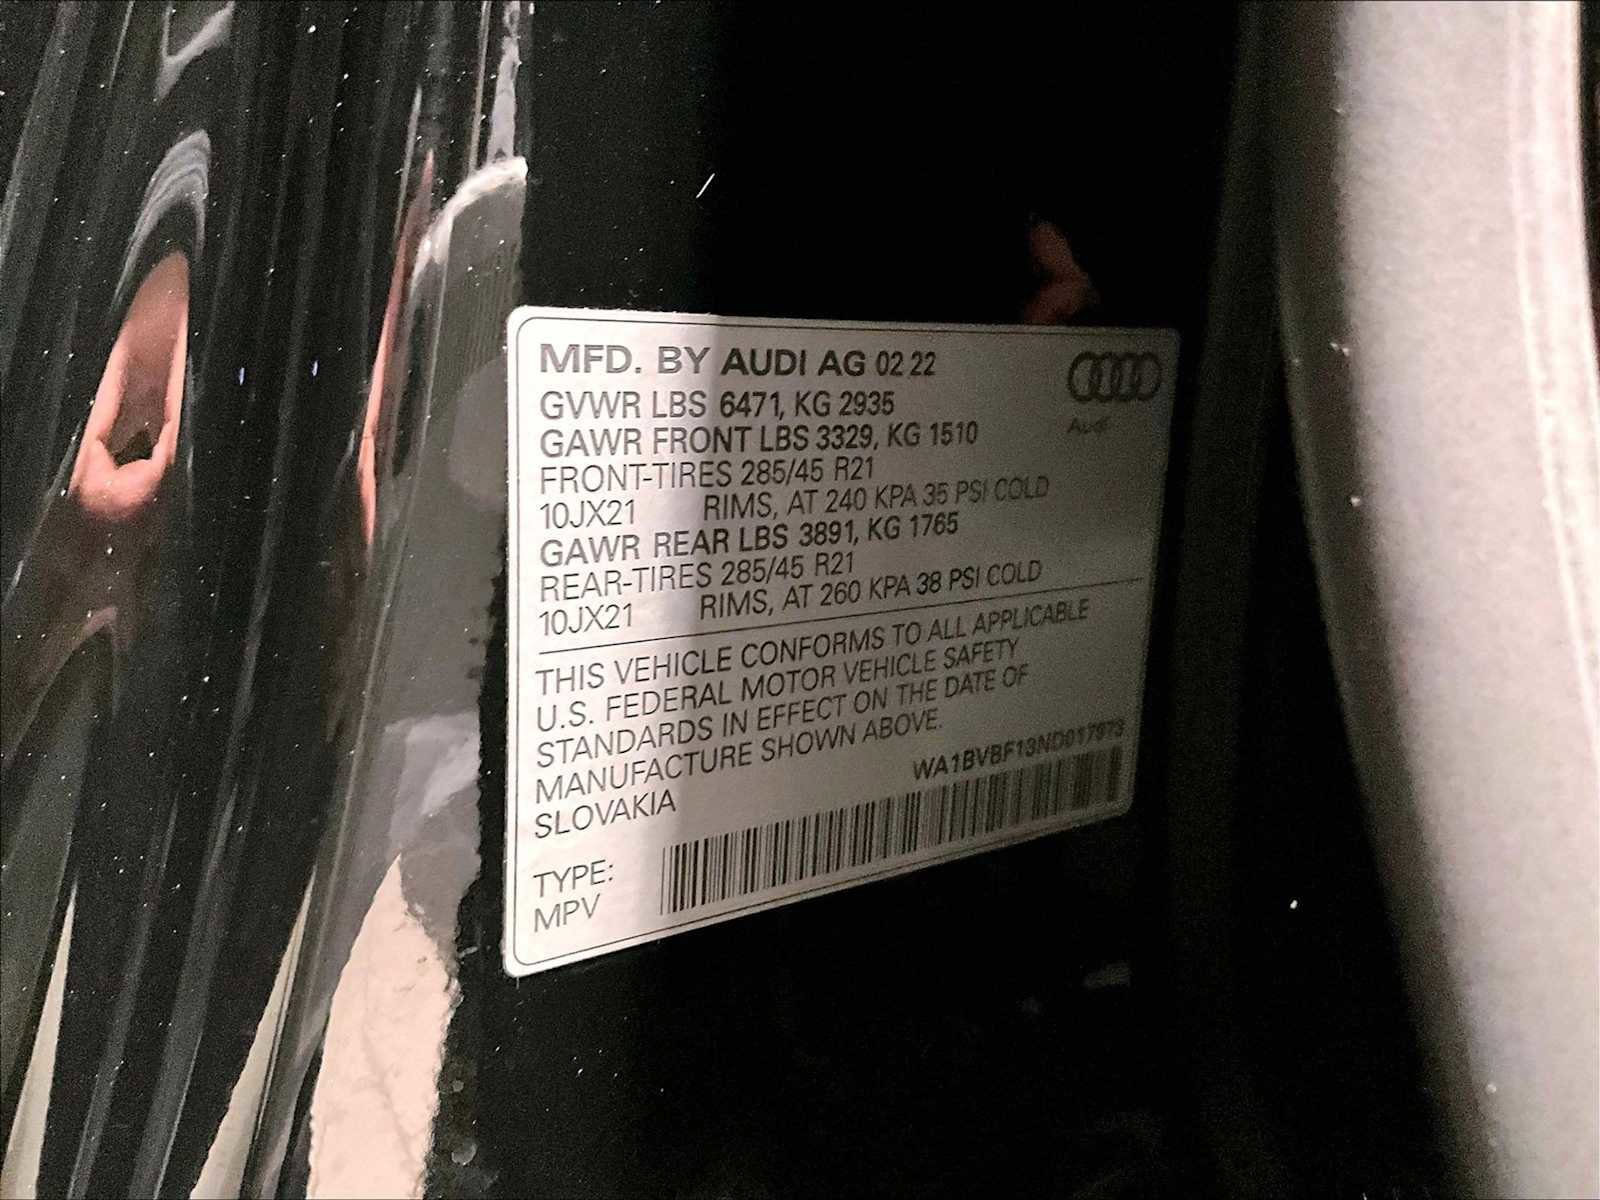 MFD. BY AUDI AG 02 22
GVWR LBS 6471, KG 2935
GAWR FRONT LBS 3329, KG 1510
FRONT-TIRES 285/45 R21
10JX21 RIMS, AT 240 KPA 35 PSI COLD
GAWR REAR LBS 3891, KG 1765
REAR-TIRES 285/45 R21
10JX21 RIMS, AT 260 KPA 38 PSI COLD
THIS VEHICLE CONFORMS TO ALL APPLICABLE
U.S. FEDERAL MOTOR VEHICLE SAFETY
STANDARDS IN EFFECT ON THE DATE OF
MANUFACTURE SHOWN ABOVE.
SLOVAKIA
WA1BVBF13ND017973
TYPE:
MPV
Audi